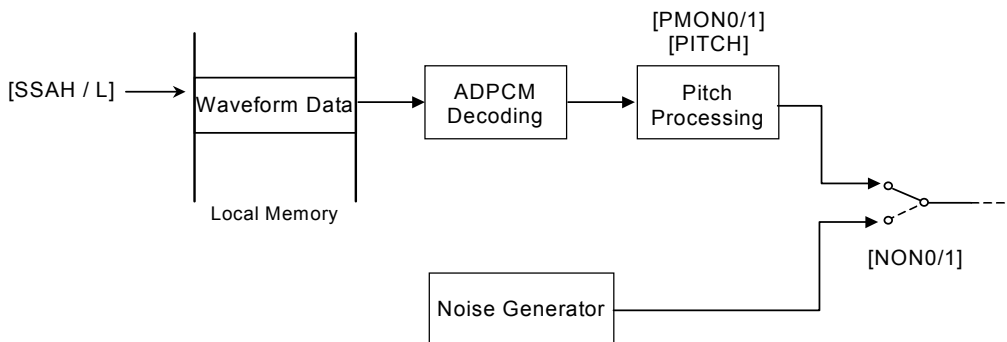 [PMON0/1]
[PITCH]
[SSAH / L]
Waveform Data
ADPCM
Decoding
Pitch
Processing
Local Memory
[NON0/1]
Noise Generator